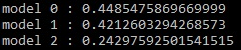 model 0 : 0.4485475869669999
model 1 : 0.4212603294268573
model 2 : 0.24297592501541515